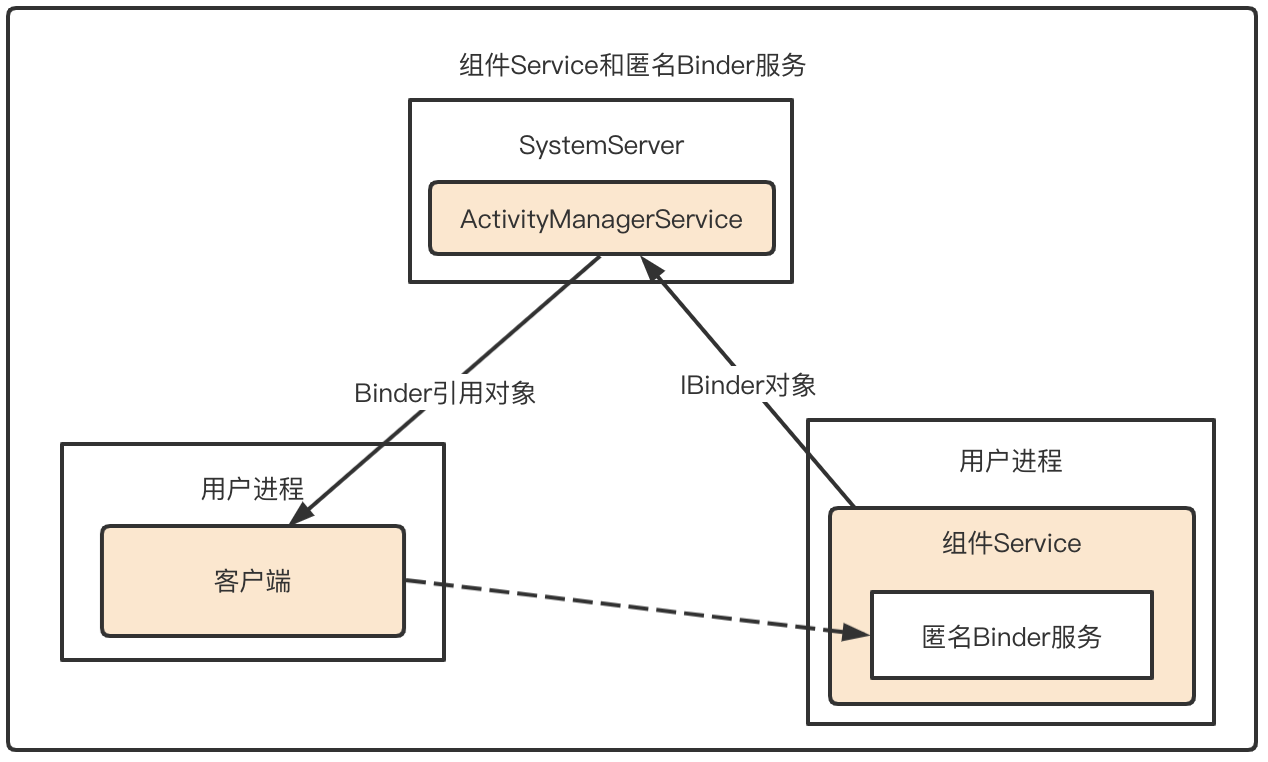 组件Service和匿名Binder服务
SystemServer
ActivityManagerService
Binder引用对象
IBinder对象
用户进程
客户端
用户进程
组件Service
匿名Binder服务